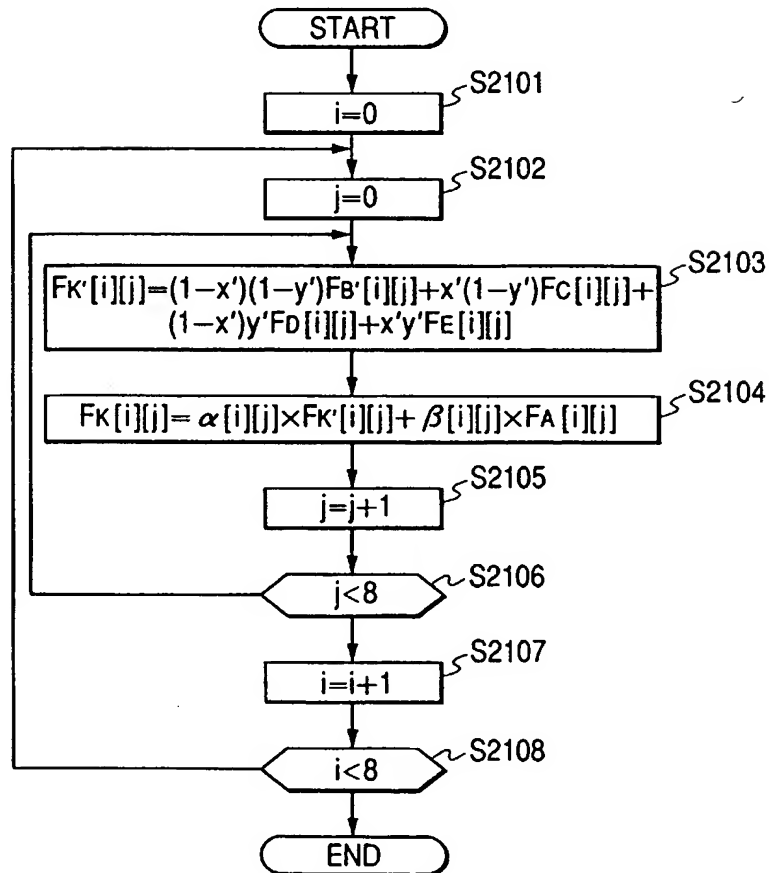 START
S2101
i=0
S2102
j=0
S2103
FK'[i][j]=(1−x')(1−y')FB'[i][j]+x'(1−y')FC[i][j]+
(1−x')y'FD[i][j]+x'y'FE[i][j]
S2104
FK[i][j]= α[i][j]×FK'[i][j]+ β[i][j]×FA[i][j]
S2105
j=j+1
S2106
j<8
S2107
i=i+1
S2108
i<8
END